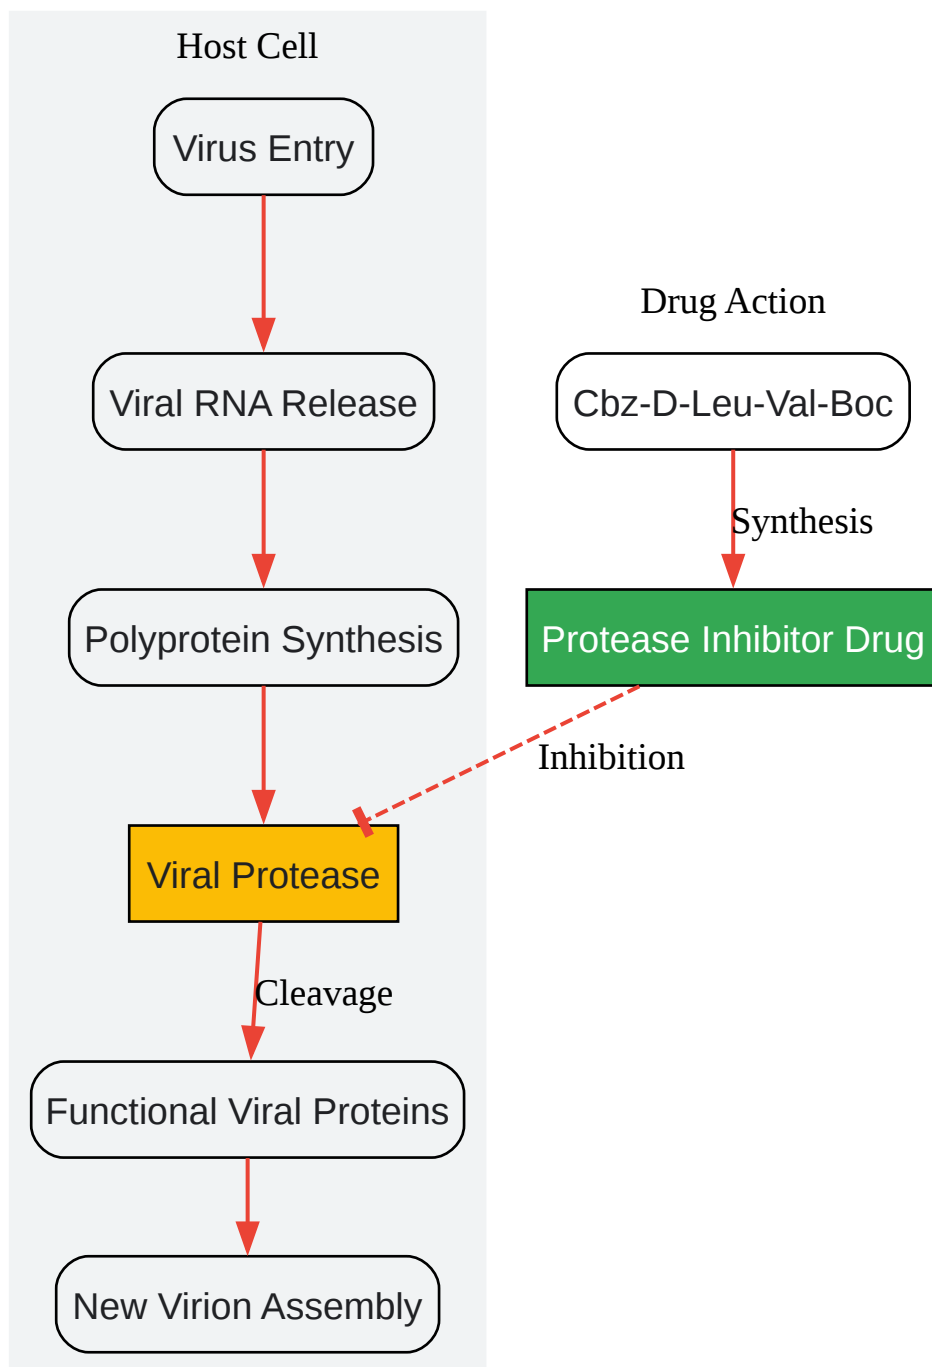 Host Cell
Virus Entry
Viral RNA Release
Polyprotein Synthesis
Viral Protease
Cleavage
Functional Viral Proteins
New Virion Assembly
Drug Action
Cbz-D-Leu-Val-Boc
Synthesis
Protease Inhibitor Drug
Inhibition